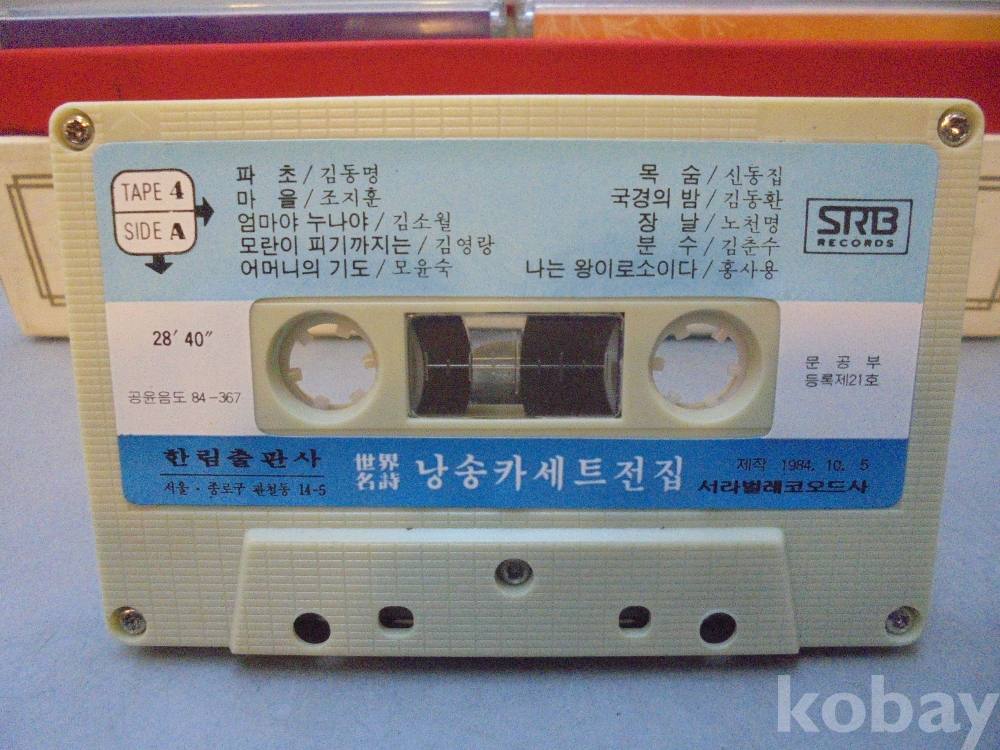 TAPE 4
SIDE A
파 초 / 김동명
마 을 / 조지훈
엄마야 누나야 / 김소월
모란이 피기까지는 / 김영랑
어머니의 기도 / 모윤숙
목 숨 / 신동집
국경의 밤 / 김동환
장 날 / 노천명
분 수 / 김춘수
나는 왕이로소이다 / 홍사용
SRB
RECORDS
28′ 40″
공윤음도 84-367
문 공 부
등록제21호
한림출판사
서울·종로구 관철동 14-5
世界
名詩
낭송카세트전집
제작 1984. 10. 5
서라벌레코오드사
kobay